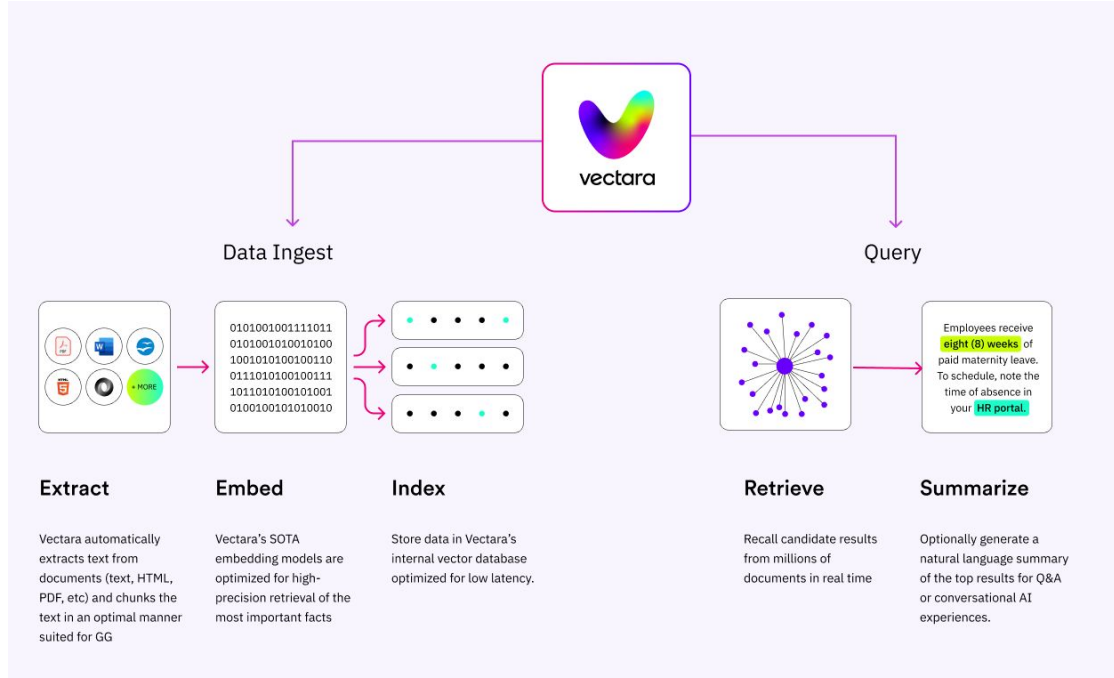 vectara
Data Ingest
Query
PDF
W
HTML
5
+ MORE
0101001001111011
0101001010010100
1001010100100110
0111010100100111
1011010100101001
0100100101010010
Employees receive
eight (8) weeks of
paid maternity leave.
To schedule, note the
time of absence in
your HR portal.
Extract
Vectara automatically
extracts text from
documents (text, HTML,
PDF, etc) and chunks the
text in an optimal manner
suited for GG
Embed
Vectara’s SOTA
embedding models are
optimized for high-
precision retrieval of the
most important facts
Index
Store data in Vectara’s
internal vector database
optimized for low latency.
Retrieve
Recall candidate results
from millions of
documents in real time
Summarize
Optionally generate a
natural language summary
of the top results for Q&A
or conversational AI
experiences.